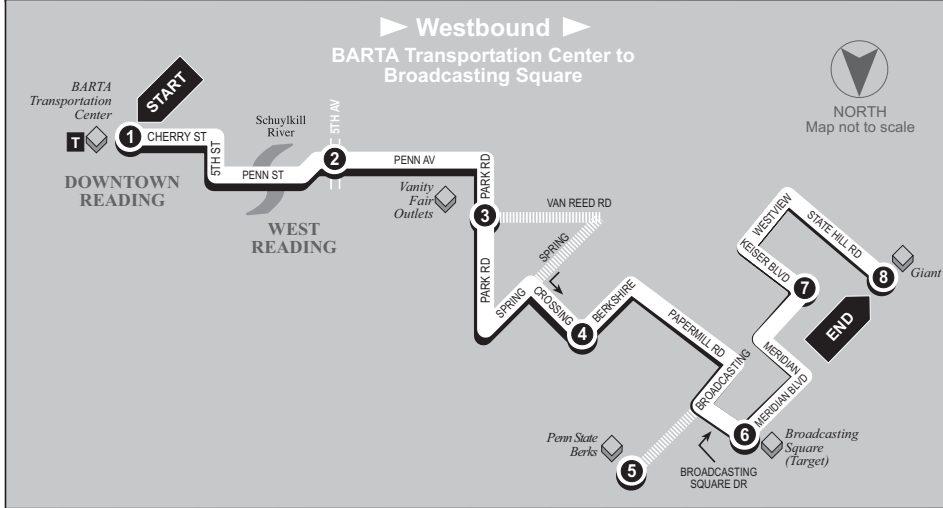 Westbound
BARTA Transportation Center to
Broadcasting Square
NORTH
Map not to scale
BARTA
Transportation
Center
START
T
1
CHERRY ST
5TH ST
Schuylkill
River
PENN ST
5TH AV
2
PENN AV
PARK RD
DOWNTOWN
READING
WEST
READING
Vanity
Fair
Outlets
3
VAN REED RD
SPRING
PARK RD
SPRING
CROSSING
4
BERKSHIRE
PAPERMILL RD
BROADCASTING
WESTVIEW
STATE HILL RD
KEISER BLVD
7
8
Giant
END
MERIDIAN
MERIDIAN BLVD
6
Broadcasting
Square
(Target)
Penn State
Berks
5
BROADCASTING
SQUARE DR